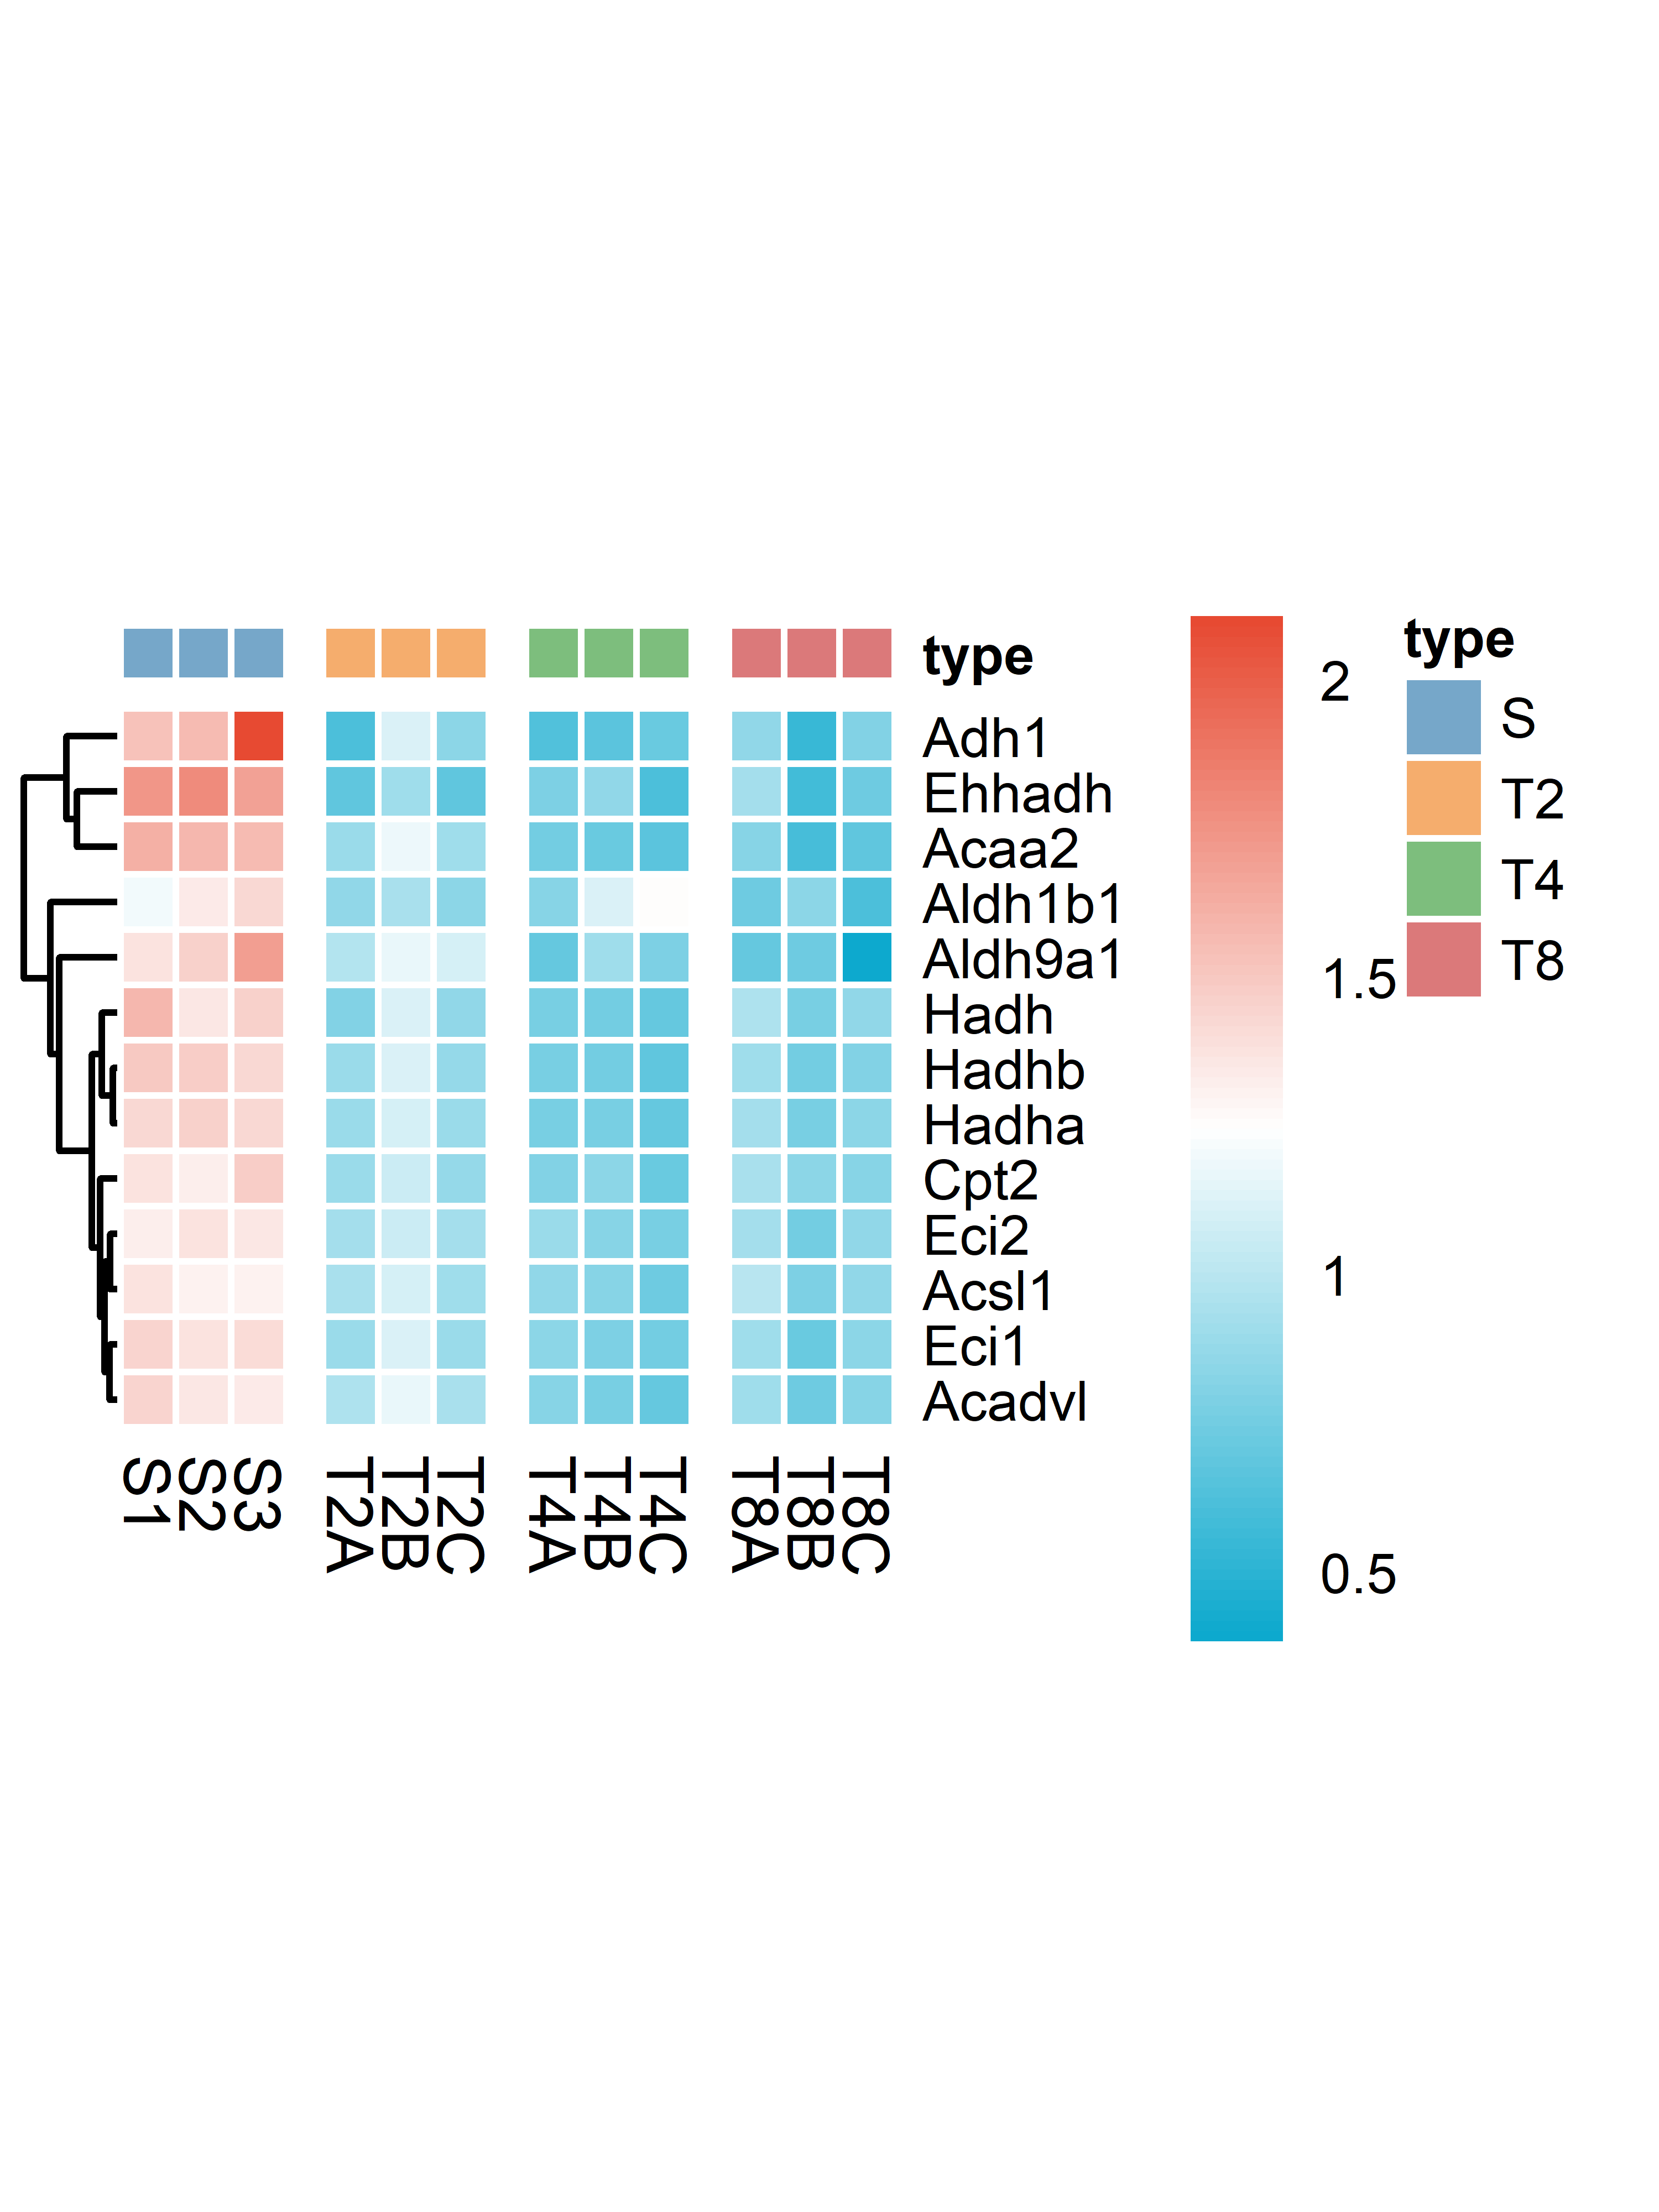 type
Adh1
Ehhadh
Acaa2
Aldh1b1
Aldh9a1
Hadh
Hadhb
Hadha
Cpt2
Eci2
Acsl1
Eci1
Acadvl
S1 S2 S3 T2A T2B T2C T4A T4B T4C T8A T8B T8C
2
1.5
1
0.5
type
S
T2
T4
T8